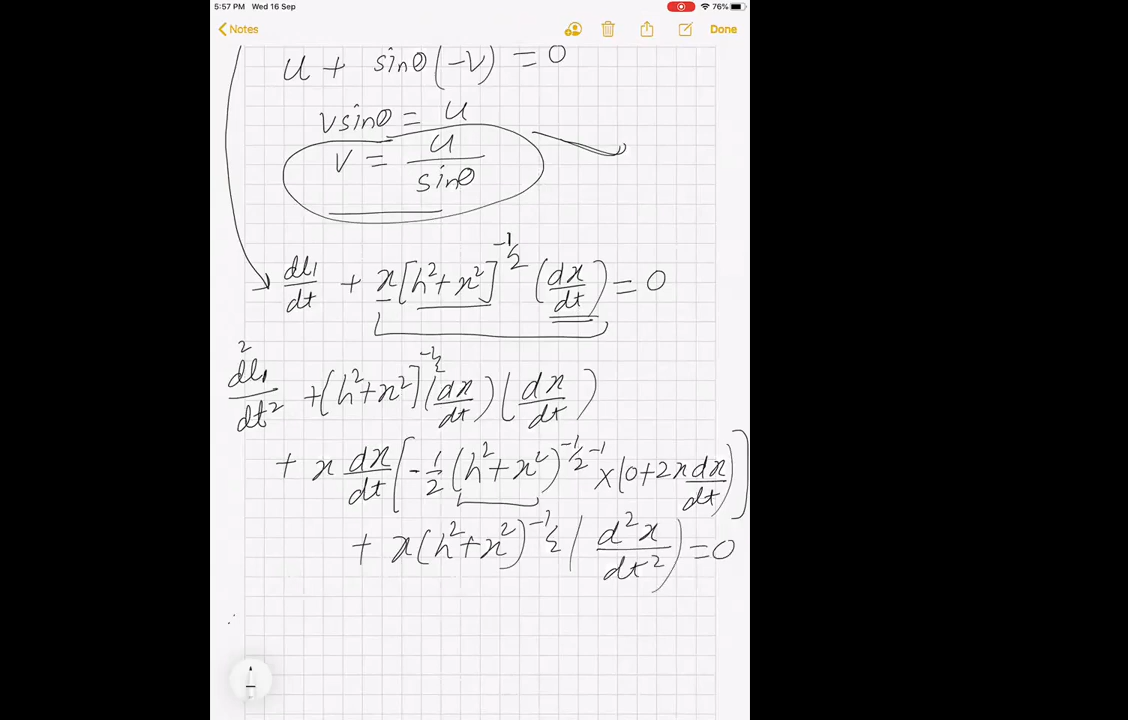 5:57 PM Wed 16 Sep 76%
Notes Done
u + sinθ(-v) = 0
vsinθ = u
v = u/sinθ
dl₁/dt + x[h²+x²]^(-1/2) (dx/dt) = 0
d²l₁/dt² + (h²+x²]^(-1/2) (dx/dt) (dx/dt)
+ x dx/dt [-1/2 (h²+x²)^(-1/2 -1) × (0+2x dx/dt)]
+ x(h²+x²)^(-1/2) (d²x/dt²) = 0